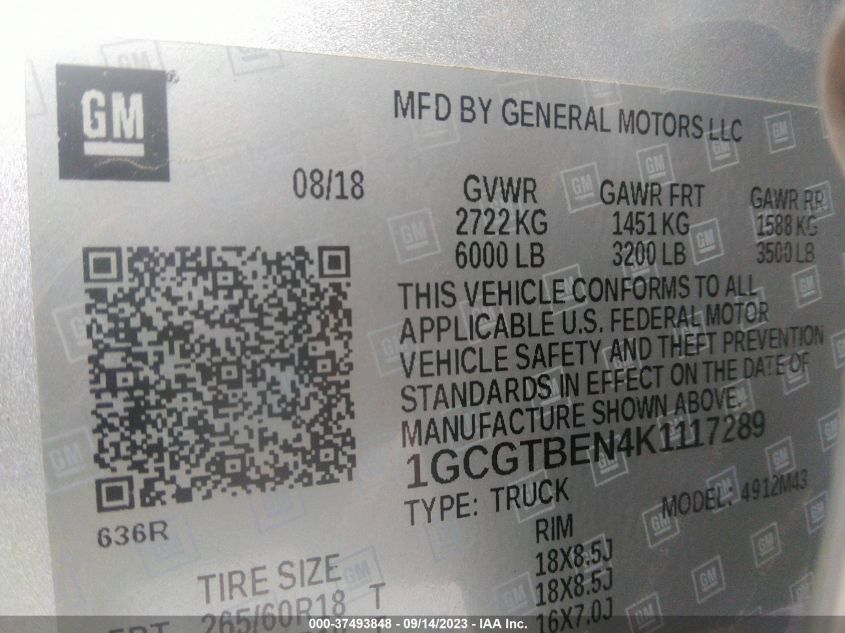 GM
MFD BY GENERAL MOTORS LLC
08/18
GVWR GAWR FRT GAWR RR
2722 KG 1451 KG 1588 KG
6000 LB 3200 LB 3500 LB
THIS VEHICLE CONFORMS TO ALL
APPLICABLE U.S. FEDERAL MOTOR
VEHICLE SAFETY AND THEFT PREVENTION
STANDARDS IN EFFECT ON THE DATE OF
MANUFACTURE SHOWN ABOVE.
1GCGTBEN4K1117289
TYPE: TRUCK MODEL: 4912M43
636R
TIRE SIZE RIM
265/60R18 T 18X8.5J
18X8.5J
16X7.0J
000-37493848 - 09/14/2023 - IAA Inc.